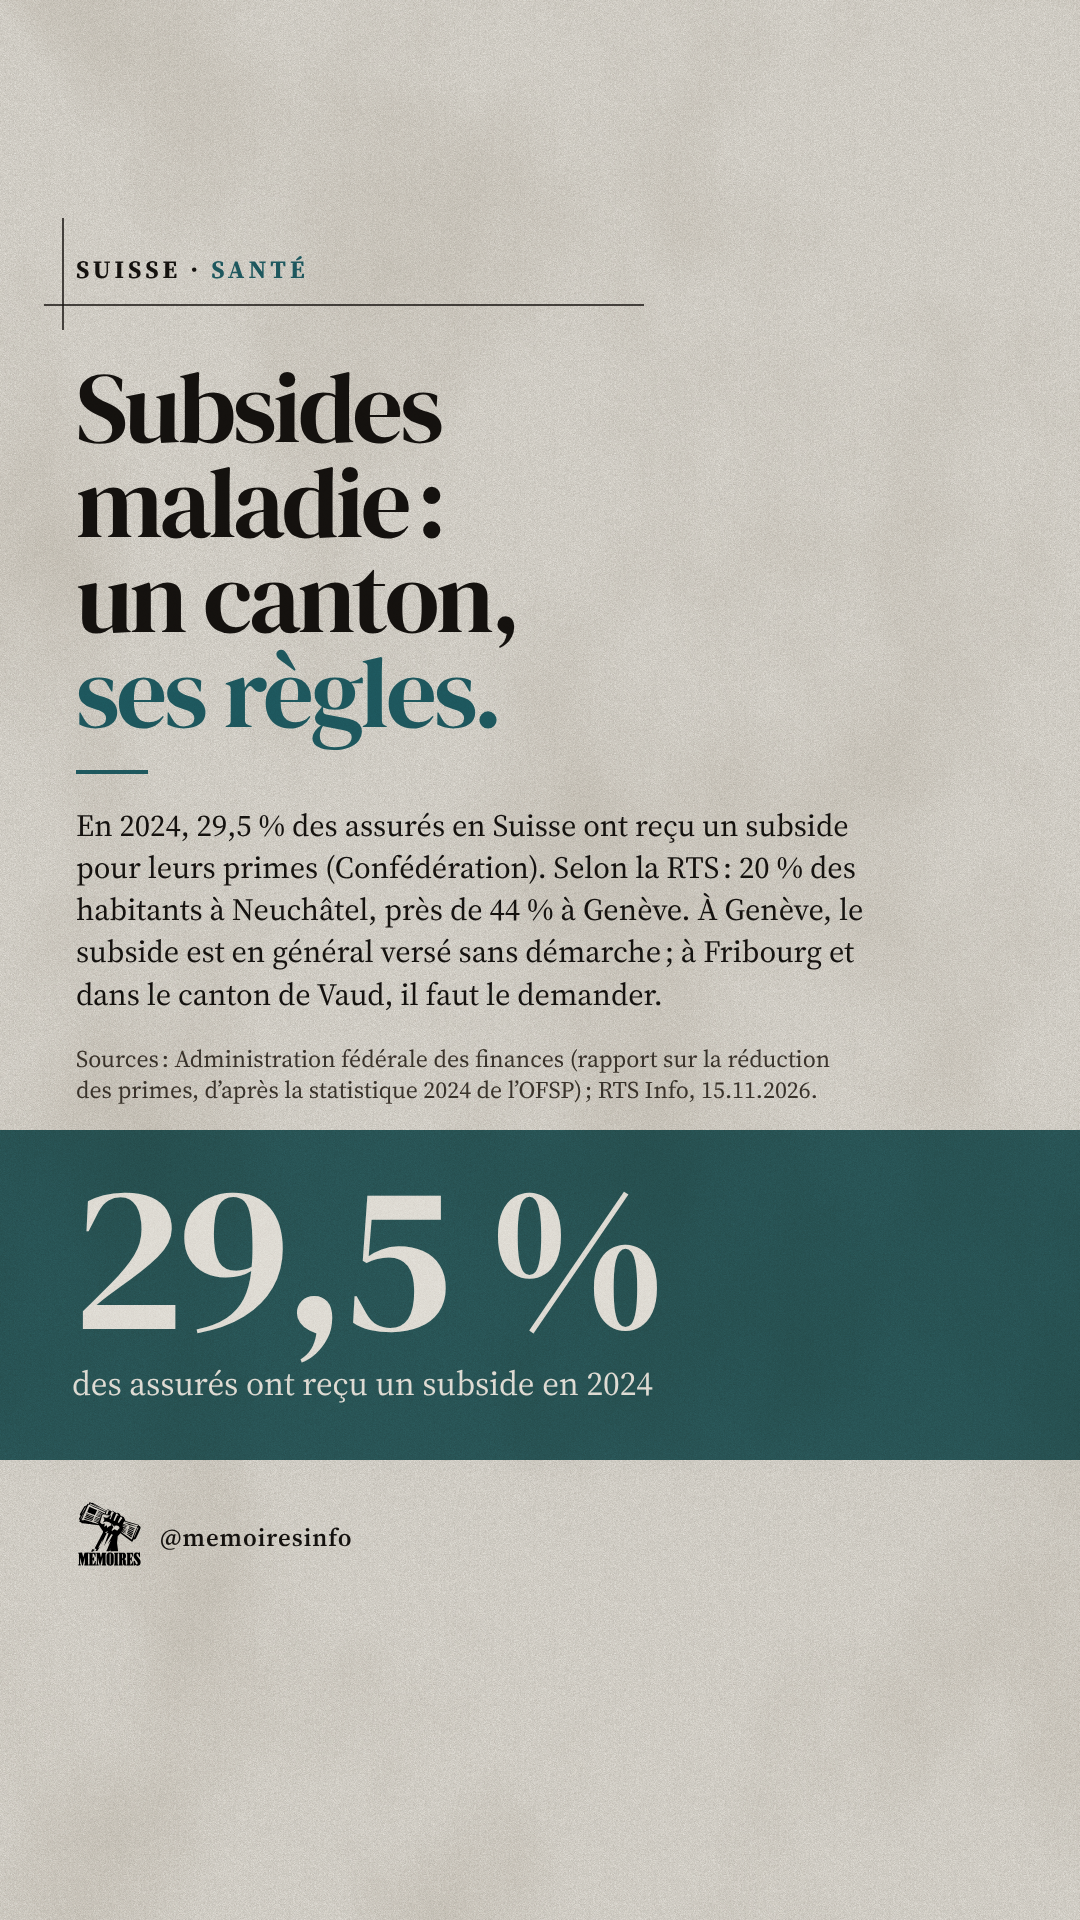 SUISSE · SANTÉ
Subsides
maladie :
un canton,
ses règles.
En 2024, 29,5 % des assurés en Suisse ont reçu un subside
pour leurs primes (Confédération). Selon la RTS : 20 % des
habitants à Neuchâtel, près de 44 % à Genève. À Genève, le
subside est en général versé sans démarche ; à Fribourg et
dans le canton de Vaud, il faut le demander.
Sources : Administration fédérale des finances (rapport sur la réduction
des primes, d’après la statistique 2024 de l’OFSP) ; RTS Info, 15.11.2026.
29,5 %
des assurés ont reçu un subside en 2024
MÉMOIRES
@memoiresinfo